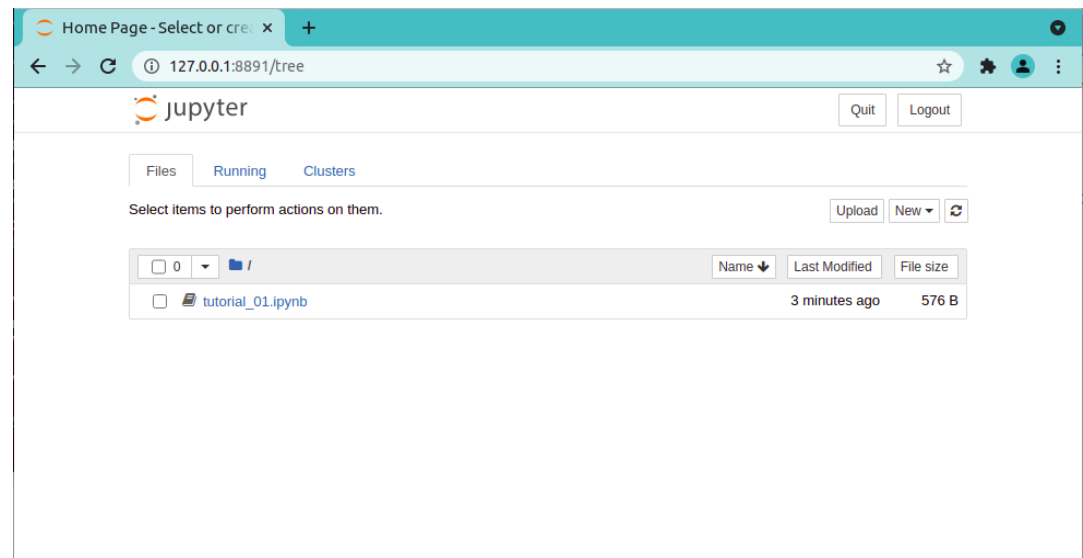 Home Page - Select or crea
127.0.0.1:8891/tree
jupyter Quit Logout
Files Running Clusters
Select items to perform actions on them. Upload New
0 / Name Last Modified File size
tutorial_01.ipynb 3 minutes ago 576 B